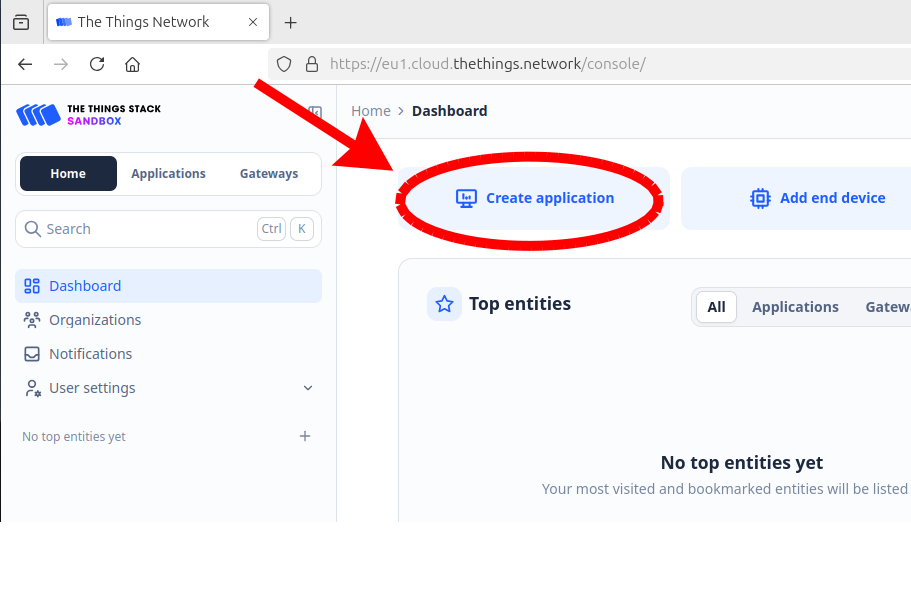 The Things Network
https://eu1.cloud.thethings.network/console/
THE THINGS STACK
SANDBOX
Home > Dashboard
Home Applications Gateways
Create application
Add end device
Search Ctrl K
Dashboard
Organizations
Notifications
User settings
No top entities yet
Top entities
All Applications Gatew
No top entities yet
Your most visited and bookmarked entities will be listed